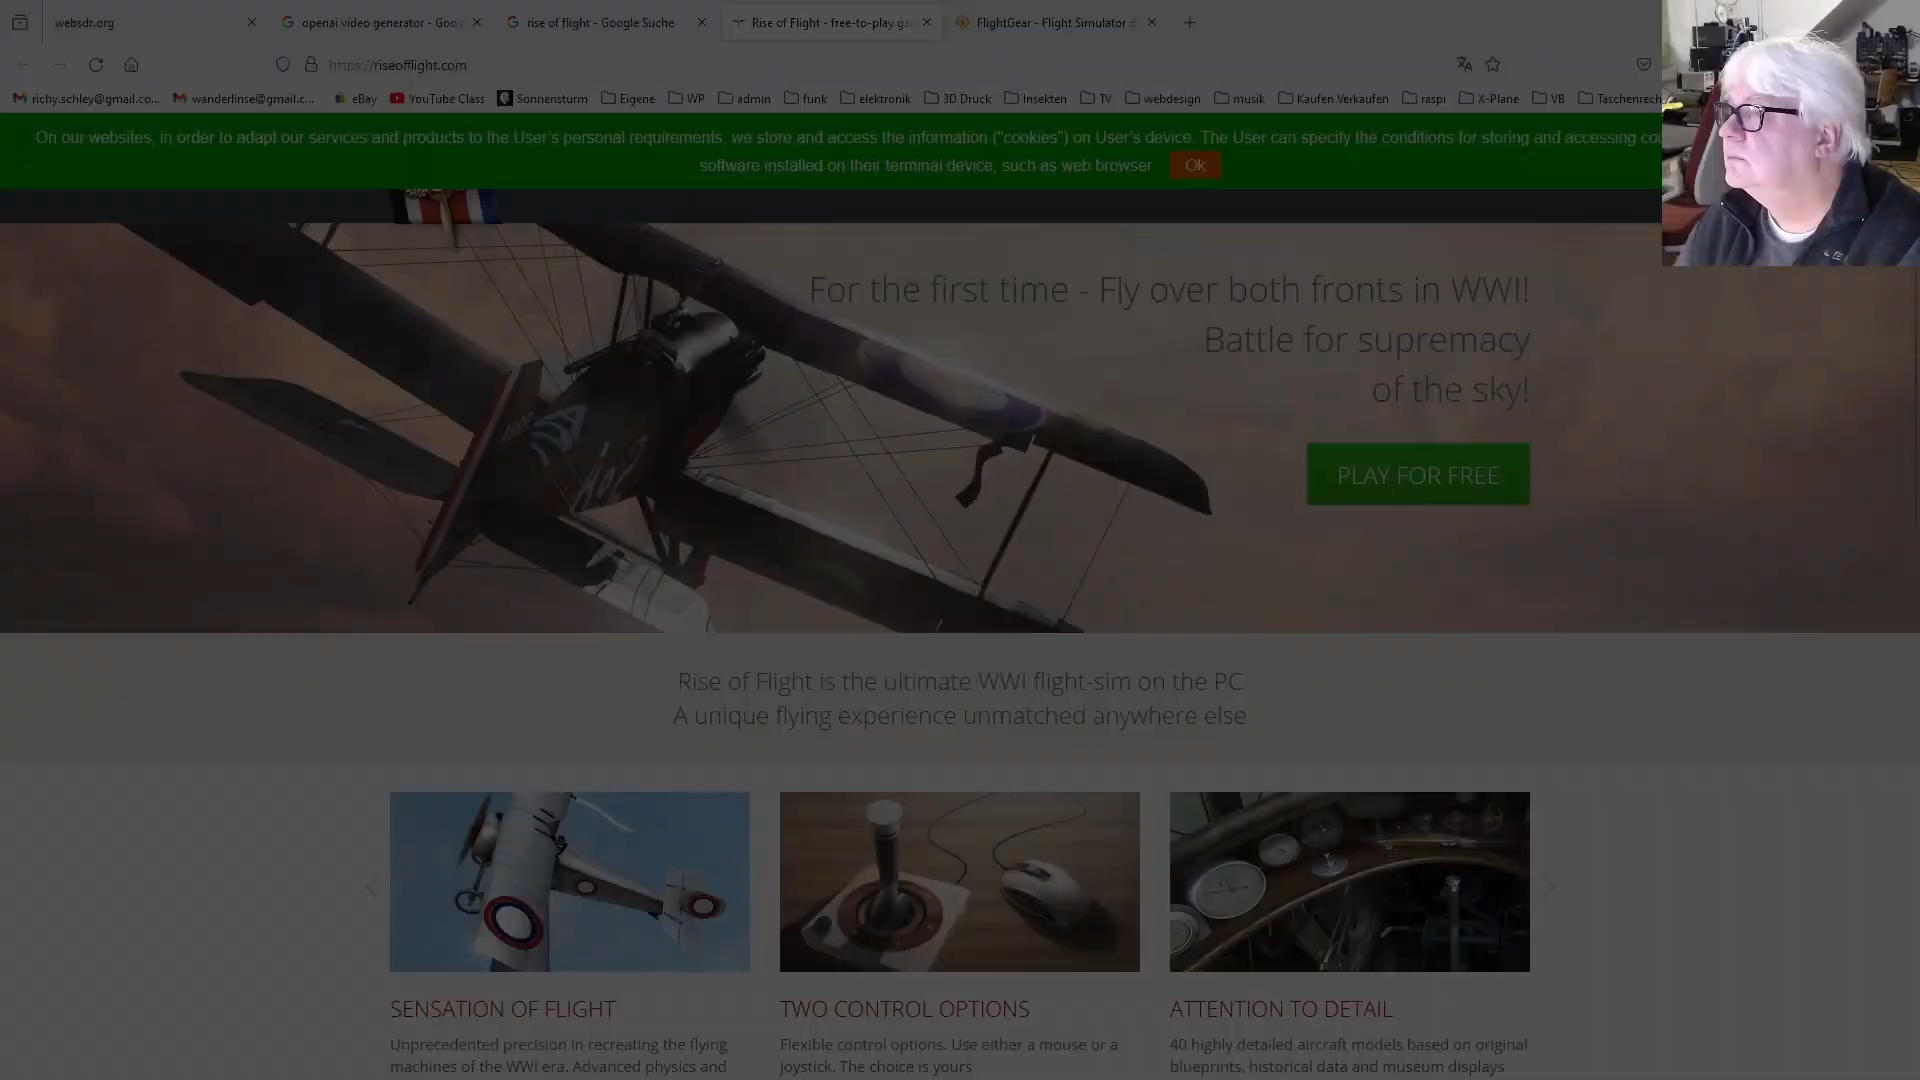 websdr.org
openai video generator - Goo
rise of flight - Google Suche
Rise of Flight - free-to-play ga
FlightGear - Flight Simulator
https://riseofflight.com
richy.schley@gmail.co...
wanderlinse@gmail.c...
eBay
YouTube Class
Sonnensturm
Eigene
WP
admin
funk
elektronik
3D Druck
Insekten
TV
webdesign
musik
Kaufen Verkaufen
raspi
X-Plane
VB
Taschenrech
On our websites, in order to adapt our services and products to the User's personal requirements, we store and access the information ("cookies") on User's device. The User can specify the conditions for storing and accessing
software installed on their terminal device, such as web browser
Ok
For the first time - Fly over both fronts in WWI!
Battle for supremacy
of the sky!
PLAY FOR FREE
Rise of Flight is the ultimate WWI flight-sim on the PC
A unique flying experience unmatched anywhere else
SENSATION OF FLIGHT
Unprecedented precision in recreating the flying
machines of the WWI era. Advanced physics and
TWO CONTROL OPTIONS
Flexible control options. Use either a mouse or a
joystick. The choice is yours
ATTENTION TO DETAIL
40 highly detailed aircraft models based on original
blueprints, historical data and museum displays